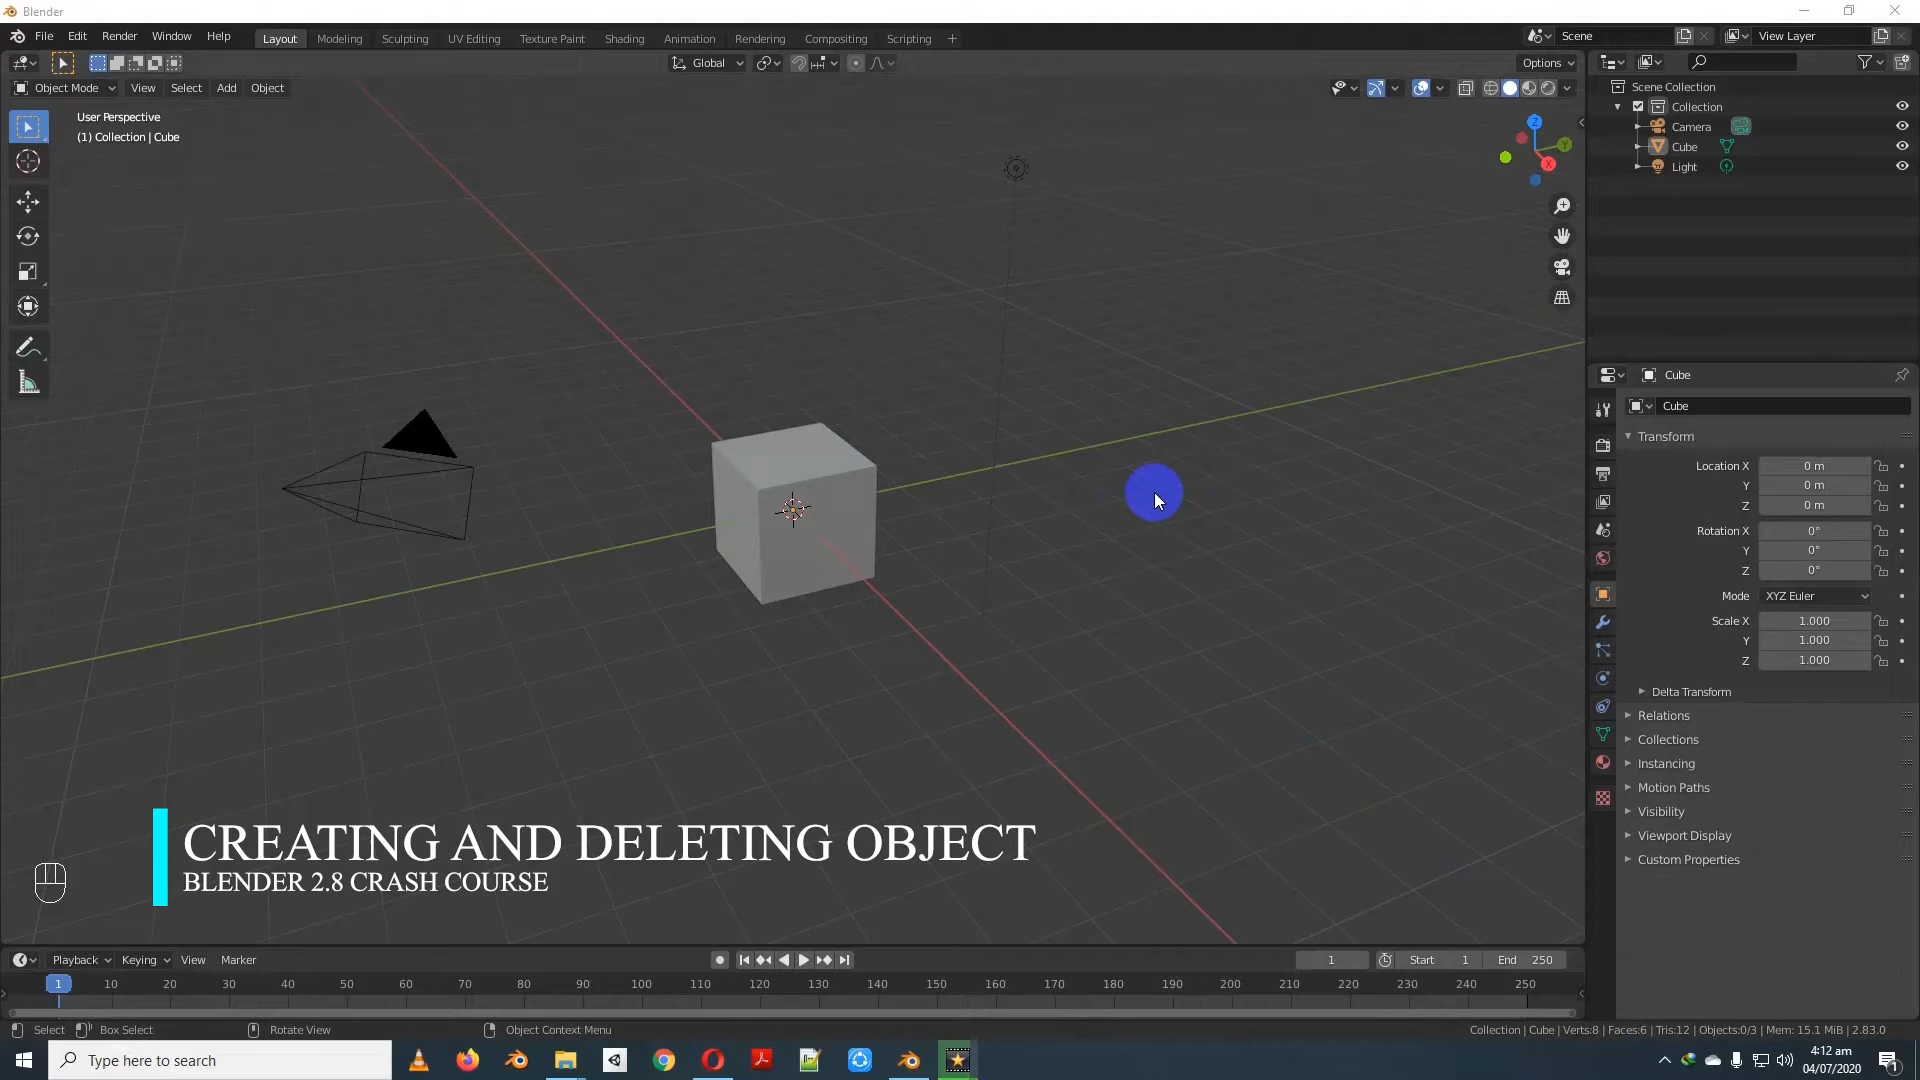 Blender
File Edit Render Window Help Layout Modeling Sculpting UV Editing Texture Paint Shading Animation Rendering Compositing Scripting + Scene View Layer
Global Options
Object Mode View Select Add Object
User Perspective
(1) Collection | Cube
Z
Y
X
Scene Collection
Collection
Camera
Cube
Light
Cube
Cube
Transform
Location X 0 m
Y 0 m
Z 0 m
Rotation X 0°
Y 0°
Z 0°
Mode XYZ Euler
Scale X 1.000
Y 1.000
Z 1.000
Delta Transform
Relations
Collections
Instancing
Motion Paths
Visibility
Viewport Display
Custom Properties
CREATING AND DELETING OBJECT
BLENDER 2.8 CRASH COURSE
Playback Keying View Marker 1 Start 1 End 250
1 10 20 30 40 50 60 70 80 90 100 110 120 130 140 150 160 170 180 190 200 210 220 230 240 250
Select Box Select Rotate View Object Context Menu Collection | Cube | Verts:8 | Faces:6 | Tris:12 | Objects:0/3 | Mem: 15.1 MiB | 2.83.0
Type here to search
4:12 am
04/07/2020
1